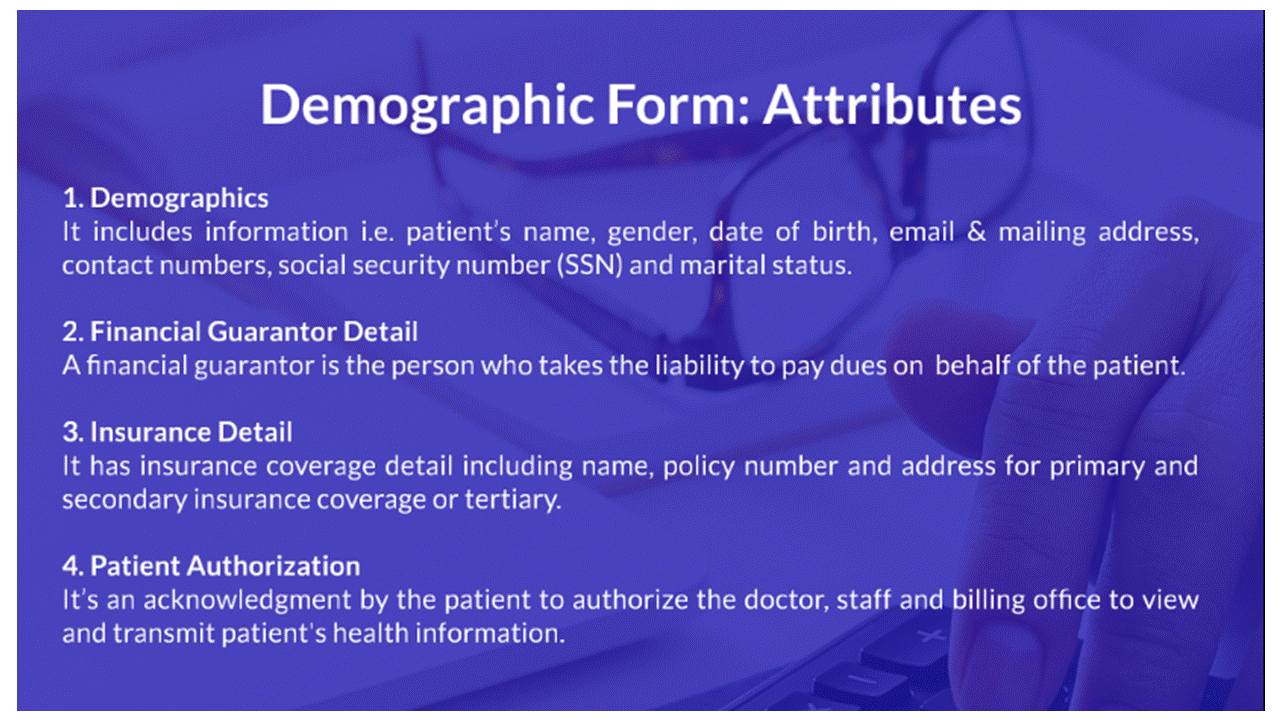 Demographic Form: Attributes
1. Demographics
It includes information i.e. patient’s name, gender, date of birth, email & mailing address,
contact numbers, social security number (SSN) and marital status.
2. Financial Guarantor Detail
A financial guarantor is the person who takes the liability to pay dues on behalf of the patient.
3. Insurance Detail
It has insurance coverage detail including name, policy number and address for primary and
secondary insurance coverage or tertiary.
4. Patient Authorization
It’s an acknowledgment by the patient to authorize the doctor, staff and billing office to view
and transmit patient's health information.